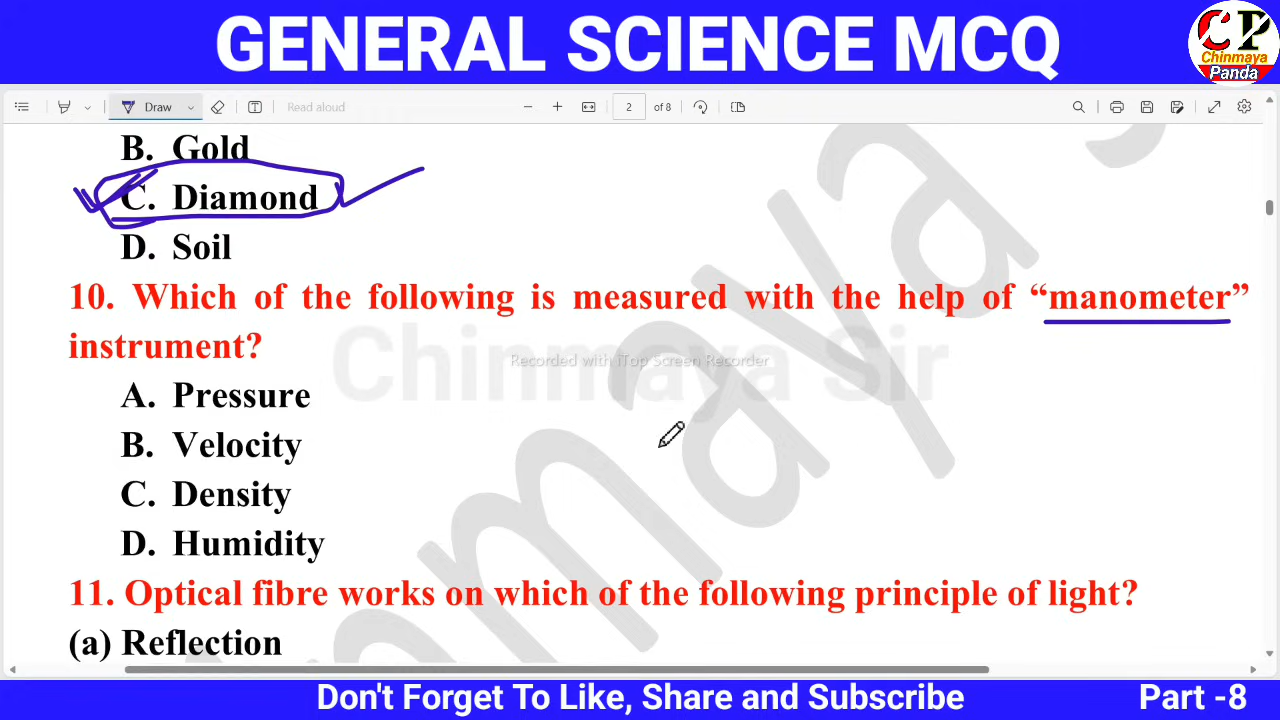 GENERAL SCIENCE MCQ
CP
Chinmaya
Panda
Draw
Read aloud
2 of 8
B. Gold
C. Diamond
D. Soil
10. Which of the following is measured with the help of “manometer”
instrument?
Chinmaya Sir
Recorded with iTop Screen Recorder
A. Pressure
B. Velocity
C. Density
D. Humidity
11. Optical fibre works on which of the following principle of light?
(a) Reflection
Don't Forget To Like, Share and Subscribe
Part -8